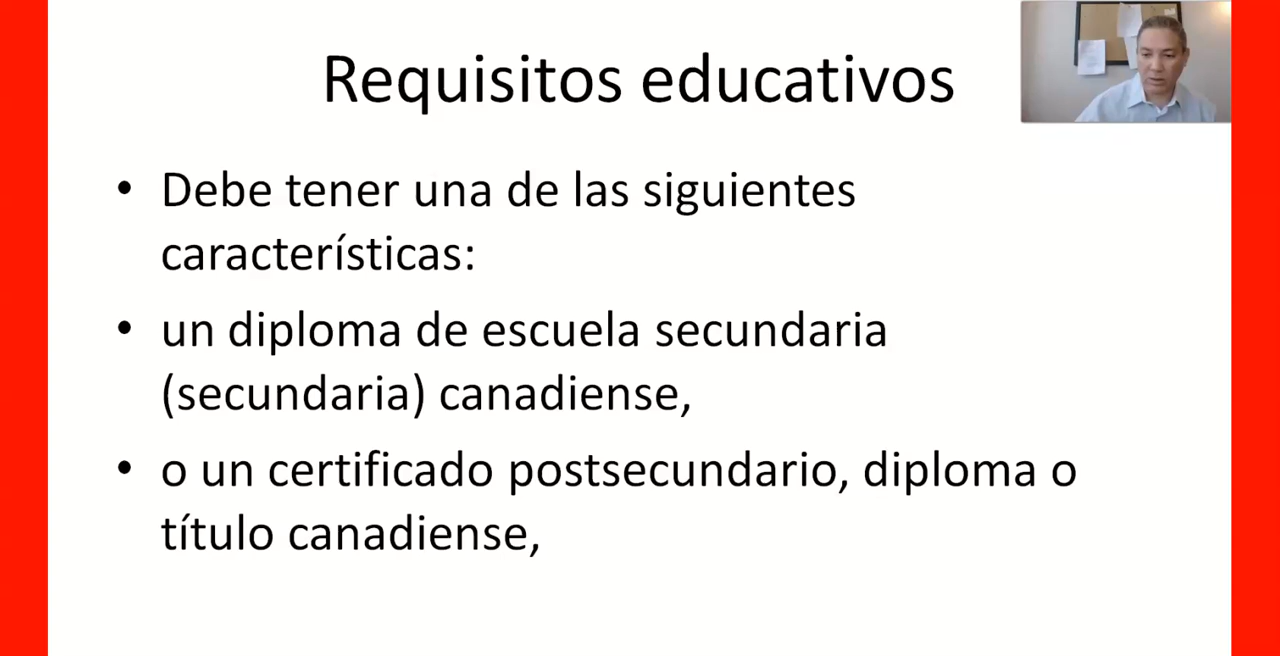 Requisitos educativos
• Debe tener una de las siguientes
características:
• un diploma de escuela secundaria
(secundaria) canadiense,
• o un certificado postsecundario, diploma o
título canadiense,